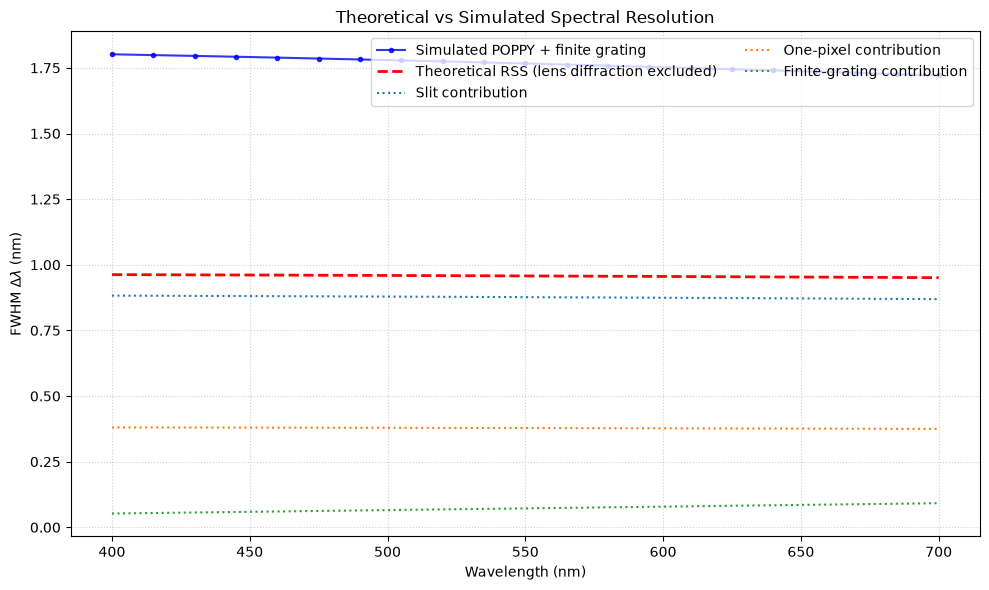 Theoretical vs Simulated Spectral Resolution
Simulated POPPY + finite grating
Theoretical RSS (lens diffraction excluded)
Slit contribution
One-pixel contribution
Finite-grating contribution
FWHM Δλ (nm)
1.75
1.50
1.25
1.00
0.75
0.50
0.25
0.00
400
450
500
550
600
650
700
Wavelength (nm)